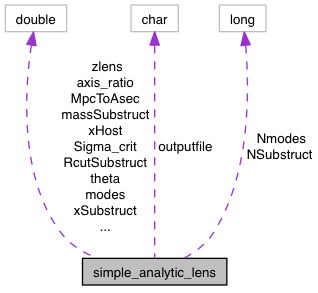 double
char
long
zlens
axis_ratio
MpcToAsec
massSubstruct
xHost
Sigma_crit
RcutSubstruct
theta
modes
xSubstruct
...
outputfile
Nmodes
NSubstruct
simple_analytic_lens